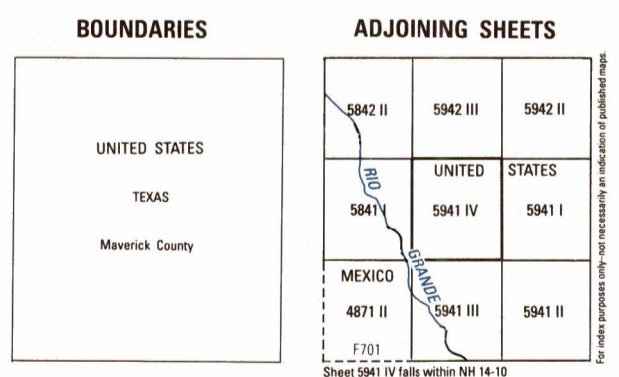 BOUNDARIES
UNITED STATES
TEXAS
Maverick County
ADJOINING SHEETS
5842 II
5942 III
5942 II
UNITED STATES
RIO
5841 I
5941 IV
5941 I
GRANDE
MEXICO
4871 II
5941 III
5941 II
F701
Sheet 5941 IV falls within NH 14-10
For index purposes only–not necessarily an indication of published maps.